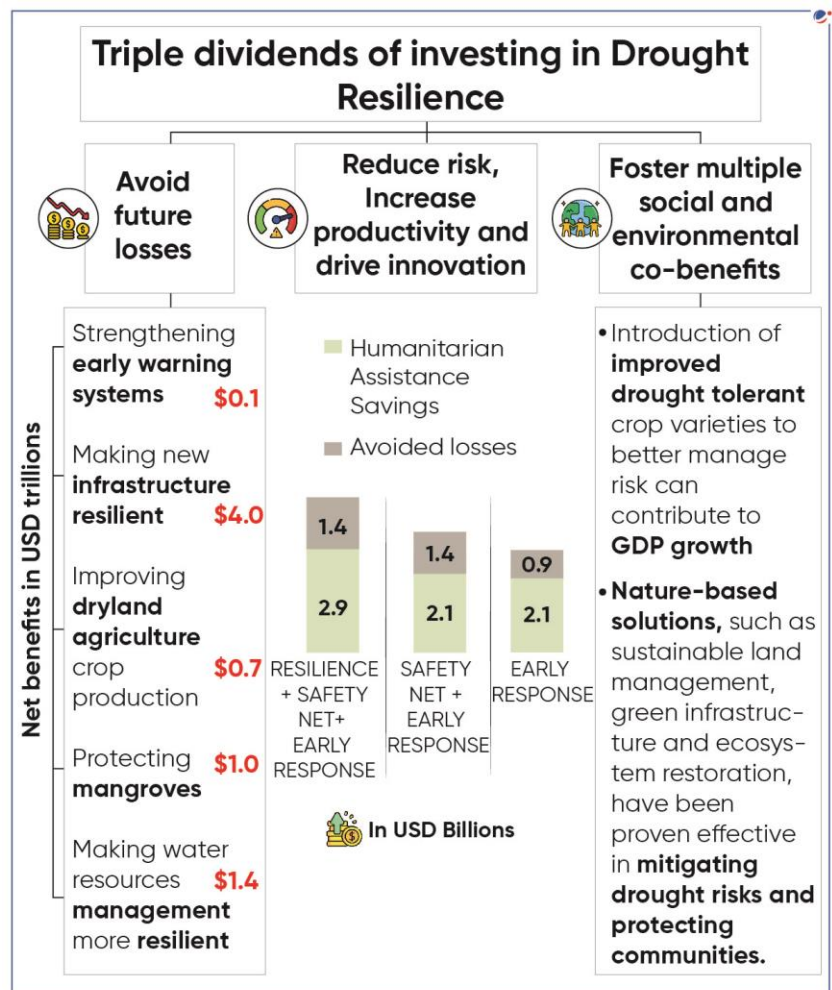 Triple dividends of investing in Drought
Resilience
Avoid
future
losses
Reduce risk,
Increase
productivity and
drive innovation
Foster multiple
social and
environmental
co-benefits
Net benefits in USD trillions
Strengthening
early warning
systems $0.1
Making new
infrastructure
resilient $4.0
Improving
dryland
agriculture
crop $0.7
production
Protecting $1.0
mangroves
Making water
resources $1.4
management
more resilient
Humanitarian
Assistance
Savings
Avoided losses
1.4
2.9
RESILIENCE
+ SAFETY
NET+
EARLY
RESPONSE
1.4
2.1
SAFETY
NET +
EARLY
RESPONSE
0.9
2.1
EARLY
RESPONSE
In USD Billions
• Introduction of
improved
drought tolerant
crop varieties to
better manage
risk can
contribute to
GDP growth
• Nature-based
solutions, such as
sustainable land
management,
green infrastruc-
ture and ecosys-
tem restoration,
have been
proven effective
in mitigating
drought risks and
protecting
communities.